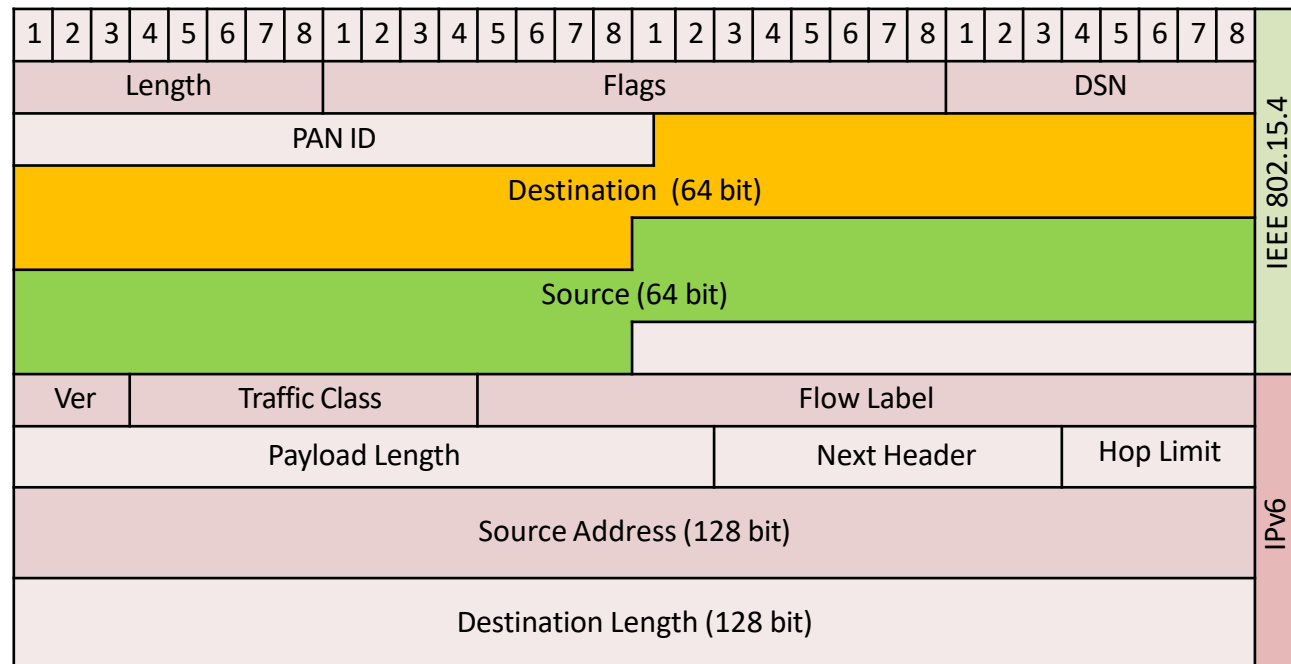 1 2 3 4 5 6 7 8 1 2 3 4 5 6 7 8 1 2 3 4 5 6 7 8 1 2 3 4 5 6 7 8
Length Flags DSN
PAN ID
Destination (64 bit)
Source (64 bit)
IEEE 802.15.4
Ver Traffic Class Flow Label
Payload Length Next Header Hop Limit
Source Address (128 bit)
Destination Length (128 bit)
IPv6